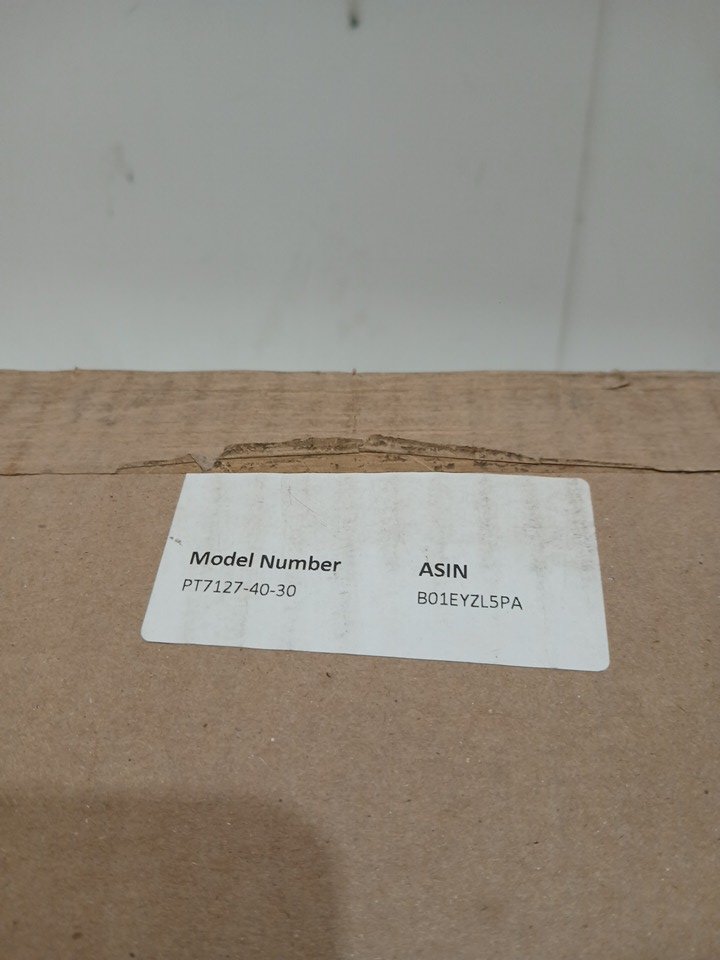 Model Number
PT7127-40-30
ASIN
B01EYZL5PA